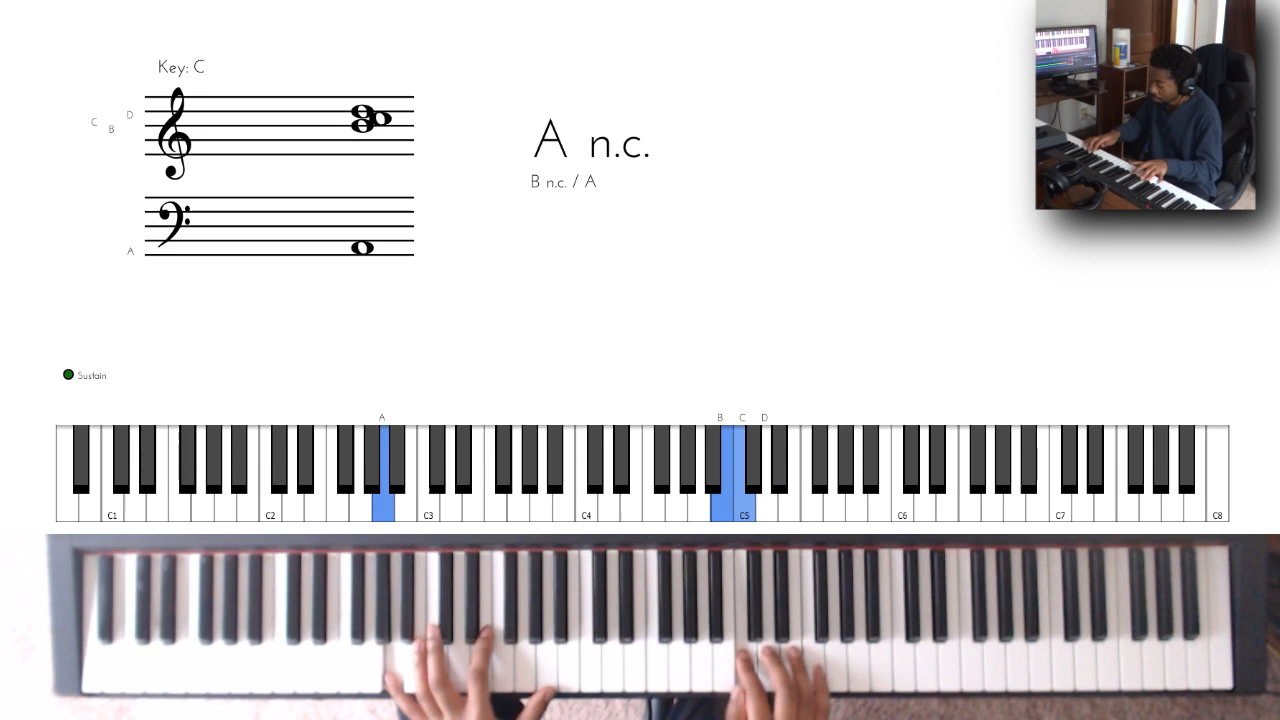 Key: C
C
B
D
A
A n.c.
B n.c. / A
Sustain
A
B C D
C1 C2 C3 C4 C5 C6 C7 C8